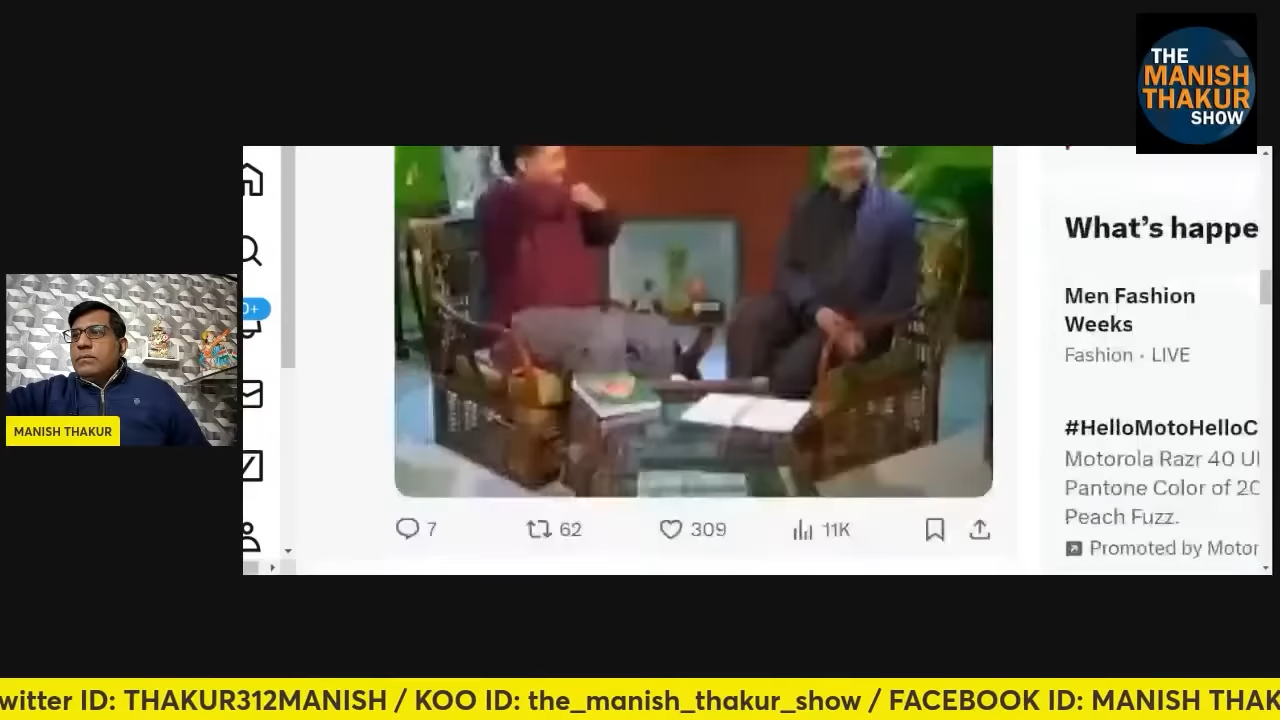 THE
MANISH
THAKUR
SHOW
What's happe
Men Fashion
Weeks
Fashion · LIVE
0+
MANISH THAKUR
#HelloMotoHelloC
Motorola Razr 40 Ul
Pantone Color of 20
Peach Fuzz.
Promoted by Motor
7 62 309 11K
witter ID: THAKUR312MANISH / KOO ID: the_manish_thakur_show / FACEBOOK ID: MANISH THAK